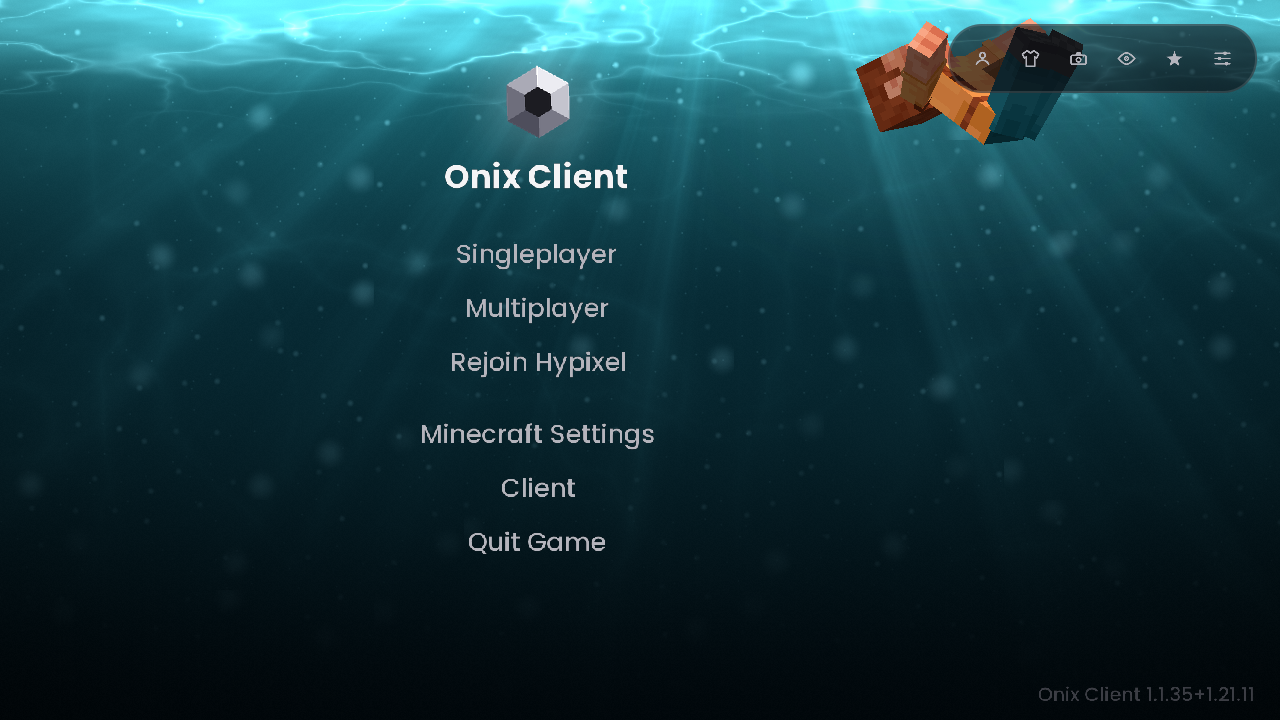 Onix Client
Singleplayer
Multiplayer
Rejoin Hypixel
Minecraft Settings
Client
Quit Game
Onix Client 1.1.35+1.21.11